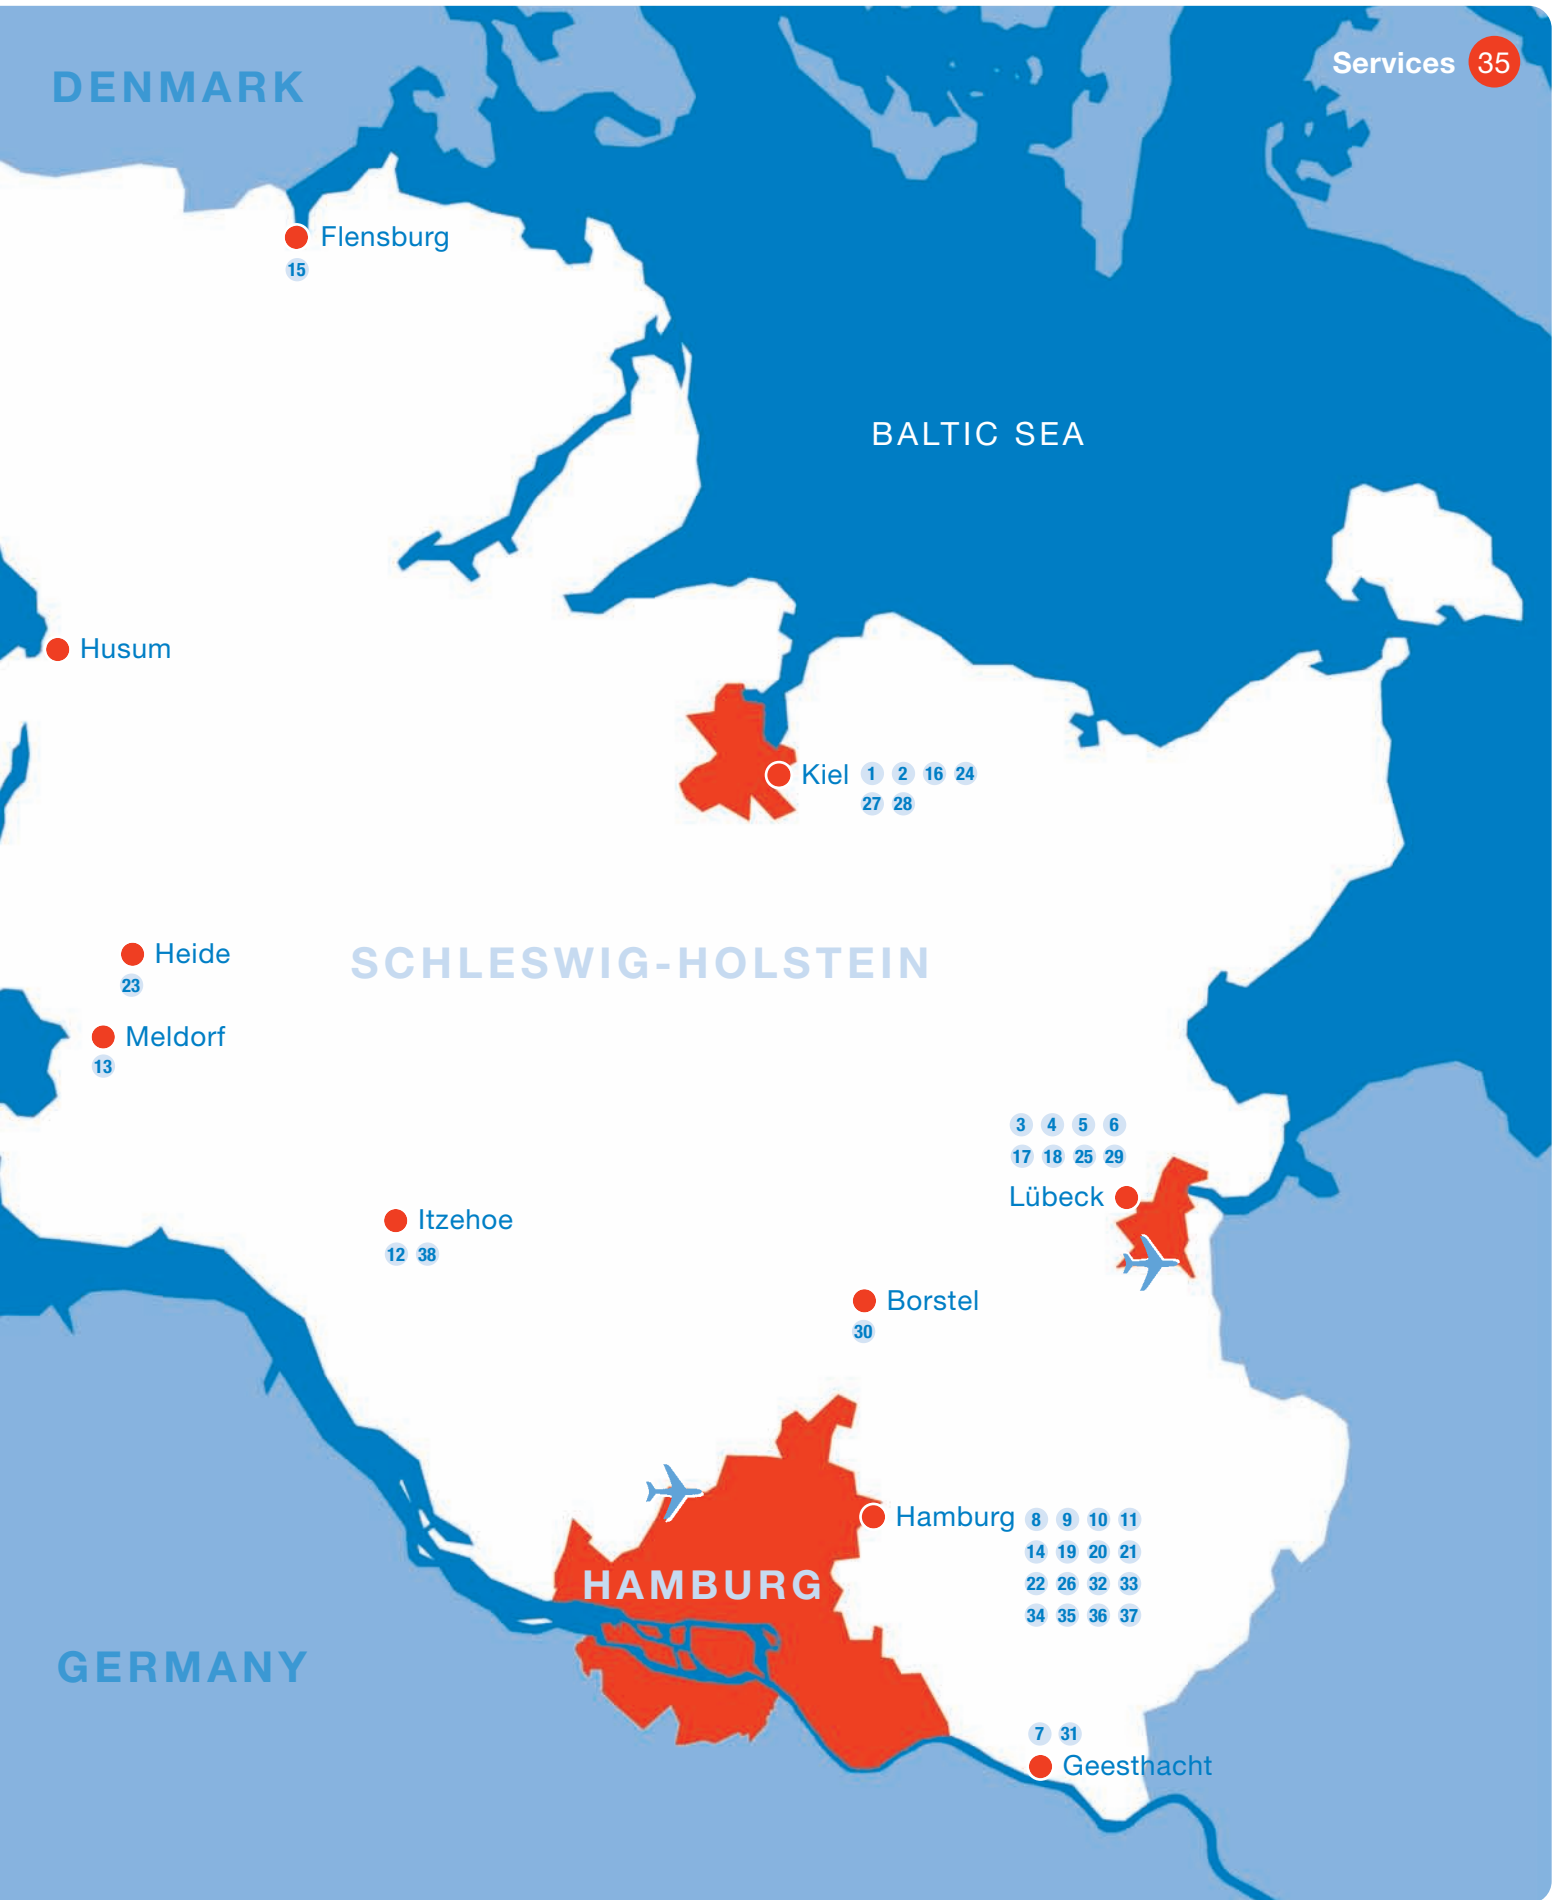 Services 35
DENMARK
Flensburg
15
BALTIC SEA
Husum
Kiel 1 2 16 24
27 28
Heide
23
SCHLESWIG-HOLSTEIN
Meldorf
13
3 4 5 6
17 18 25 29
Lübeck
Itzehoe
12 38
Borstel
30
Hamburg 8 9 10 11
14 19 20 21
22 26 32 33
34 35 36 37
HAMBURG
GERMANY
7 31
Geesthacht